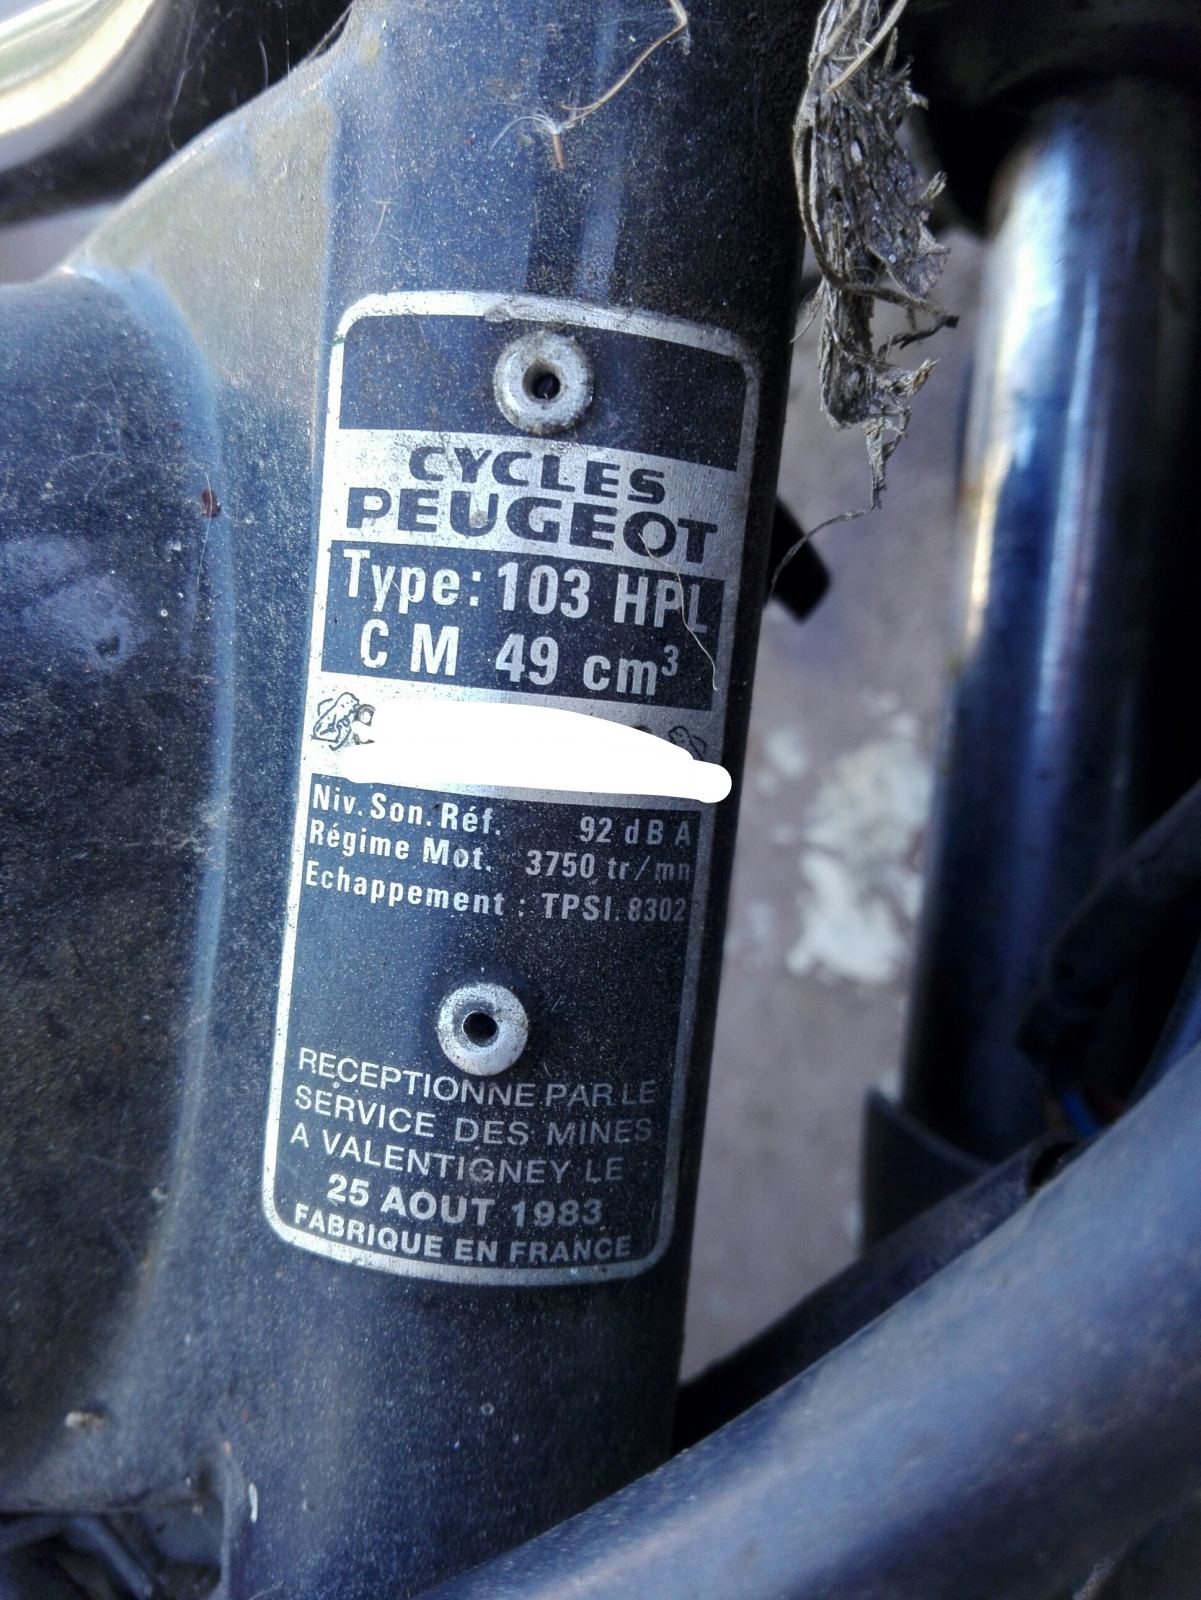 CYCLES
PEUGEOT
Type: 103 HPL
C M 49 cm³
Niv. Son. Réf. 92 dB A
Régime Mot. 3750 tr/mn
Echappement : TPSI. 8302
RECEPTIONNE PAR LE
SERVICE DES MINES
A VALENTIGNEY LE
25 AOUT 1983
FABRIQUE EN FRANCE